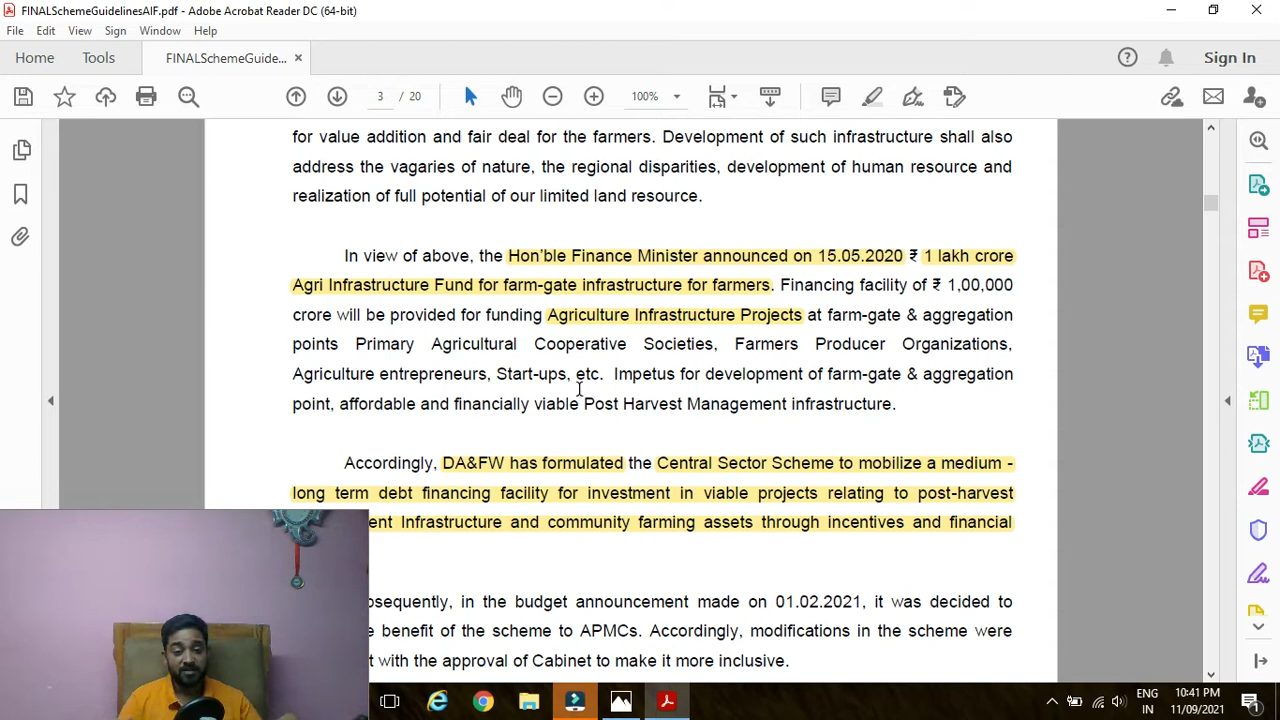 FINALSchemeGuidelinesAIF.pdf - Adobe Acrobat Reader DC (64-bit)
File Edit View Sign Window Help
Home Tools FINALSchemeGuide... × Sign In
3 / 20 100%
for value addition and fair deal for the farmers. Development of such infrastructure shall also
address the vagaries of nature, the regional disparities, development of human resource and
realization of full potential of our limited land resource.
In view of above, the Hon'ble Finance Minister announced on 15.05.2020 ₹ 1 lakh crore
Agri Infrastructure Fund for farm-gate infrastructure for farmers. Financing facility of ₹ 1,00,000
crore will be provided for funding Agriculture Infrastructure Projects at farm-gate & aggregation
points Primary Agricultural Cooperative Societies, Farmers Producer Organizations,
Agriculture entrepreneurs, Start-ups, etc. Impetus for development of farm-gate & aggregation
point, affordable and financially viable Post Harvest Management infrastructure.
Accordingly, DA&FW has formulated the Central Sector Scheme to mobilize a medium -
long term debt financing facility for investment in viable projects relating to post-harvest
Infrastructure and community farming assets through incentives and financial
in the budget announcement made on 01.02.2021, it was decided to
benefit of the scheme to APMCs. Accordingly, modifications in the scheme were
with the approval of Cabinet to make it more inclusive.
ENG 10:41 PM
IN 11/09/2021